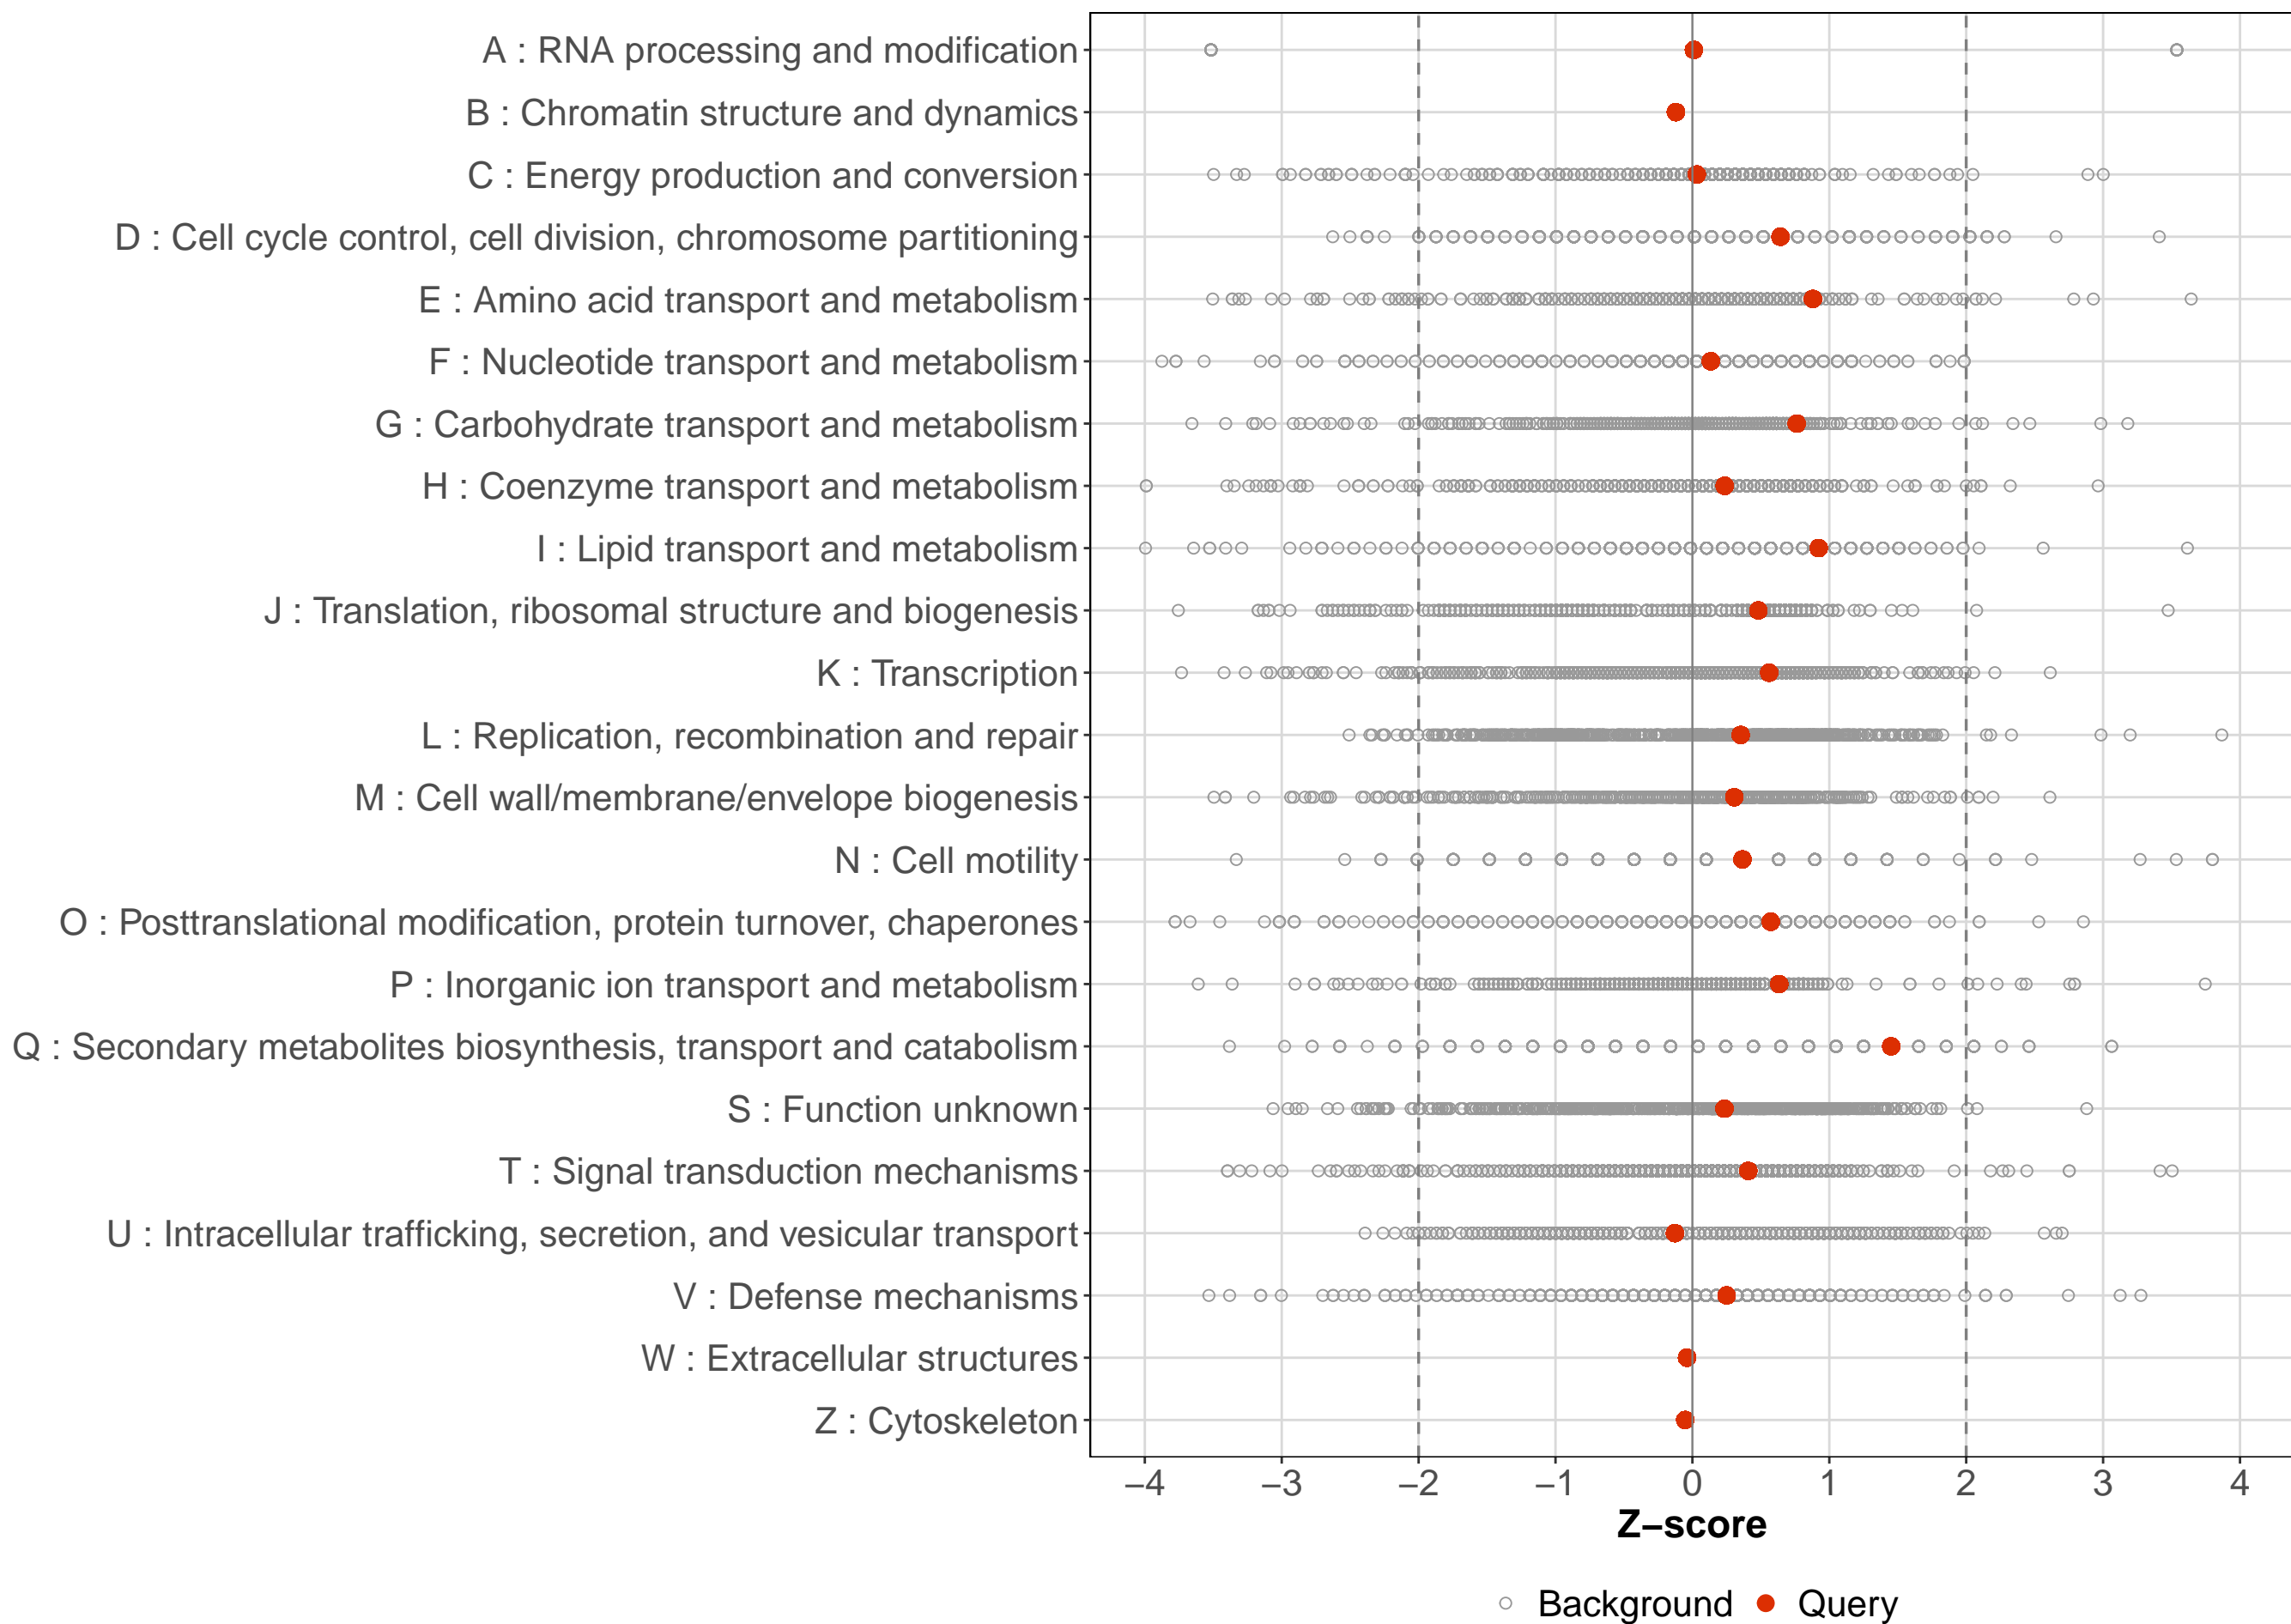 A : RNA processing and modification
B : Chromatin structure and dynamics
C : Energy production and conversion
D : Cell cycle control, cell division, chromosome partitioning
E : Amino acid transport and metabolism
F : Nucleotide transport and metabolism
G : Carbohydrate transport and metabolism
H : Coenzyme transport and metabolism
I : Lipid transport and metabolism
J : Translation, ribosomal structure and biogenesis
K : Transcription
L : Replication, recombination and repair
M : Cell wall/membrane/envelope biogenesis
N : Cell motility
O : Posttranslational modification, protein turnover, chaperones
P : Inorganic ion transport and metabolism
Q : Secondary metabolites biosynthesis, transport and catabolism
S : Function unknown
T : Signal transduction mechanisms
U : Intracellular trafficking, secretion, and vesicular transport
V : Defense mechanisms
W : Extracellular structures
Z : Cytoskeleton
−4 −3 −2 −1 0 1 2 3 4
Z−score
Background Query